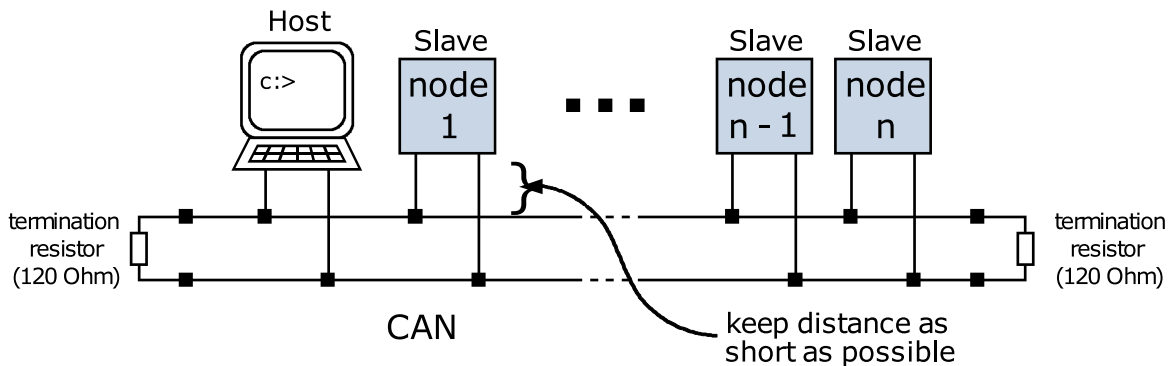 Host
c:>
Slave
node
1
Slave
node
n - 1
Slave
node
n
termination
resistor
(120 Ohm)
termination
resistor
(120 Ohm)
CAN
keep distance as
short as possible